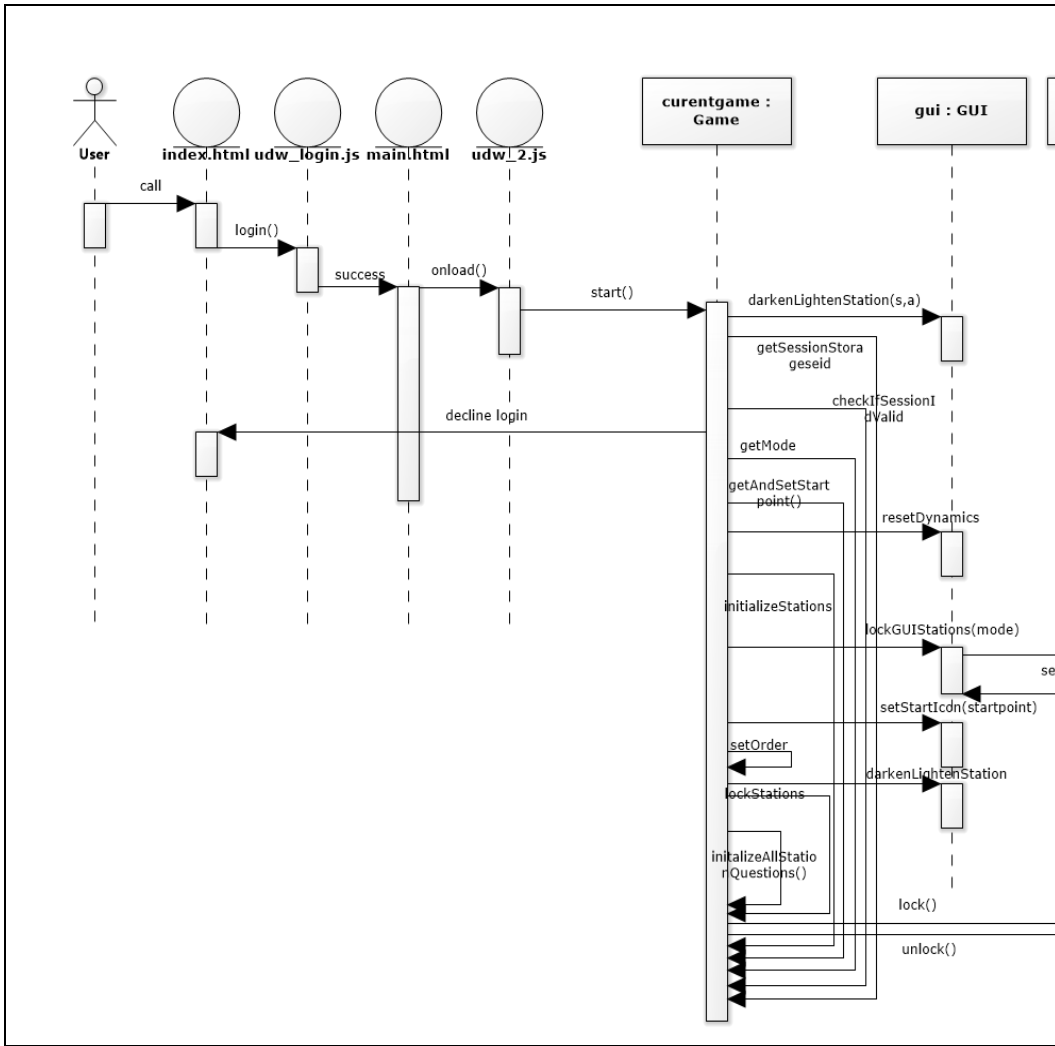 curentgame :
Game
gui : GUI
User
index.html
udw_login.js
main.html
udw_2.js
call
login()
success
onload()
start()
darkenLightenStation(s,a)
getSessionStora
geseid
checkIfSessionI
dValid
decline login
getMode
getAndSetStart
point()
resetDynamics
initializeStations
lockGUIStations(mode)
se
setStartIcon(startpoint)
setOrder
darkenLightenStation
lockStations
initalizeAllStatio
nQuestions()
lock()
unlock()